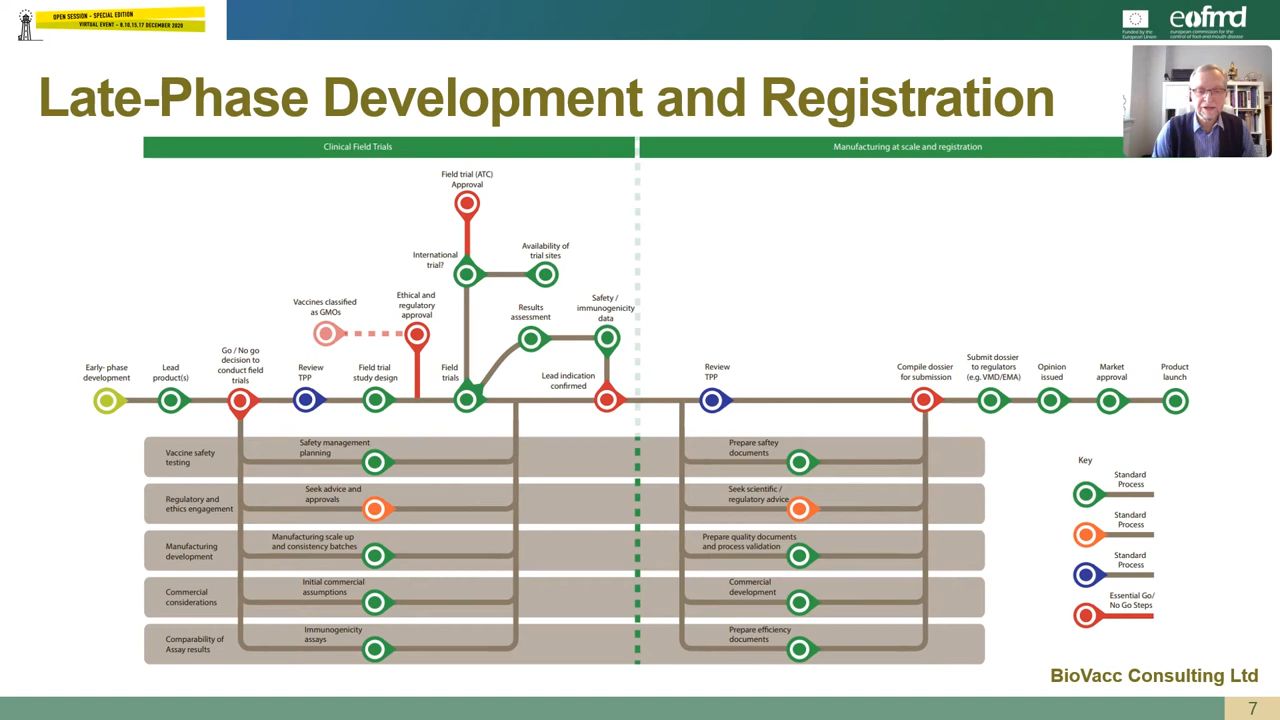 OPEN SESSION - SPECIAL EDITION
VIRTUAL EVENT - 8,10,15,17 DECEMBER 2020
Funded by the
European Union
eofmd
european commission for the
control of foot-and-mouth disease
Late-Phase Development and Registration
Clinical Field Trials
Manufacturing at scale and registration
Field trial (ATC)
Approval
International
trial?
Availability of
trial sites
Vaccines classified
as GMOs
Ethical and
regulatory
approval
Results
assessment
Safety /
immunogenicity
data
Early- phase
development
Lead
product(s)
Go / No go
decision to
conduct field
trials
Review
TPP
Field trial
study design
Field
trials
Lead indication
confirmed
Review
TPP
Compile dossier
for submission
Submit dossier
to regulators
(e.g. VMD/EMA)
Opinion
issued
Market
approval
Product
launch
Vaccine safety
testing
Safety management
planning
Prepare saftey
documents
Regulatory and
ethics engagement
Seek advice and
approvals
Seek scientific /
regulatory advice
Manufacturing
development
Manufacturing scale up
and consistency batches
Prepare quality documents
and process validation
Commercial
considerations
Initial commercial
assumptions
Commercial
development
Comparability of
Assay results
Immunogenicity
assays
Prepare efficiency
documents
Key
Standard
Process
Standard
Process
Standard
Process
Essential Go/
No Go Steps
BioVacc Consulting Ltd
7